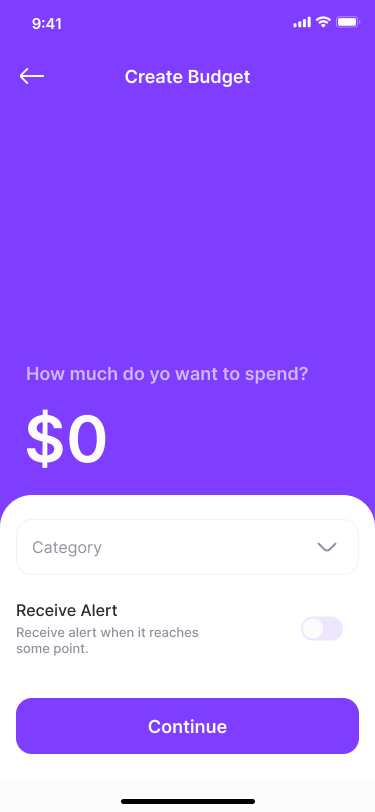 9:41
Create Budget
How much do yo want to spend?
$0
Category
Receive Alert
Receive alert when it reaches
some point.
Continue